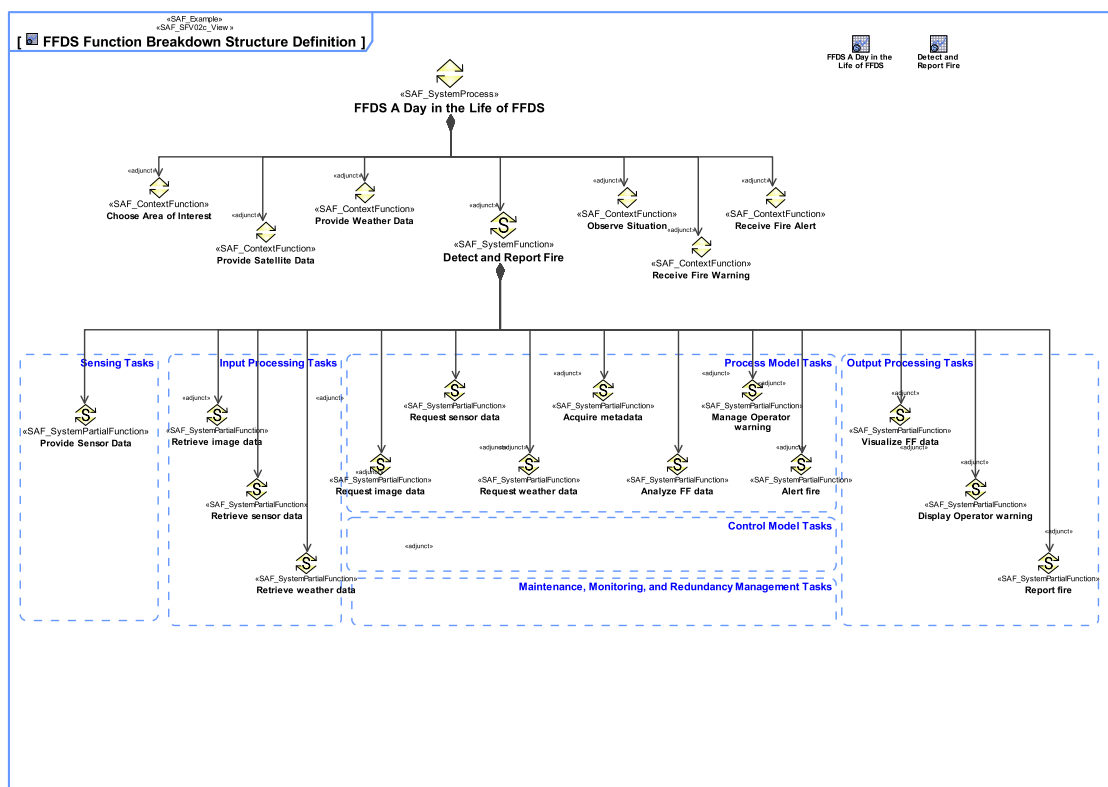 «SAF_Example»
«SAF_SFV02c_View »
[ FFDS Function Breakdown Structure Definition ]
FFDS A Day in the
Life of FFDS
Detect and
Report Fire
«SAF_SystemProcess»
FFDS A Day in the Life of FFDS
«adjunct»
«SAF_ContextFunction»
Choose Area of Interest
«adjunct»
«SAF_ContextFunction»
Provide Satellite Data
«adjunct»
«SAF_ContextFunction»
Provide Weather Data
«adjunct»
«SAF_SystemFunction»
Detect and Report Fire
«adjunct»
«SAF_ContextFunction»
Observe Situation
«adjunct»
«SAF_ContextFunction»
Receive Fire Warning
«adjunct»
«SAF_ContextFunction»
Receive Fire Alert
Sensing Tasks
«SAF_SystemPartialFunction»
Provide Sensor Data
Input Processing Tasks
«adjunct»
«SAF_SystemPartialFunction»
Retrieve image data
«SAF_SystemPartialFunction»
Retrieve sensor data
«adjunct»
«SAF_SystemPartialFunction»
Retrieve weather data
Process Model Tasks
«SAF_SystemPartialFunction»
Request sensor data
«adjunct»
«SAF_SystemPartialFunction»
Acquire metadata
«adjunct»
«adjunct»
«SAF_SystemPartialFunction»
Manage Operator
warning
«adjunct»
«SAF_SystemPartialFunction»
Request image data
«adjunct»
«adjunct»
«SAF_SystemPartialFunction»
Request weather data
«SAF_SystemPartialFunction»
Analyze FF data
«adjunct»
«SAF_SystemPartialFunction»
Alert fire
Control Model Tasks
«adjunct»
Maintenance, Monitoring, and Redundancy Management Tasks
Output Processing Tasks
«adjunct»
«SAF_SystemPartialFunction»
Visualize FF data
«adjunct»
«adjunct»
«SAF_SystemPartialFunction»
Display Operator warning
«adjunct»
«SAF_SystemPartialFunction»
Report fire